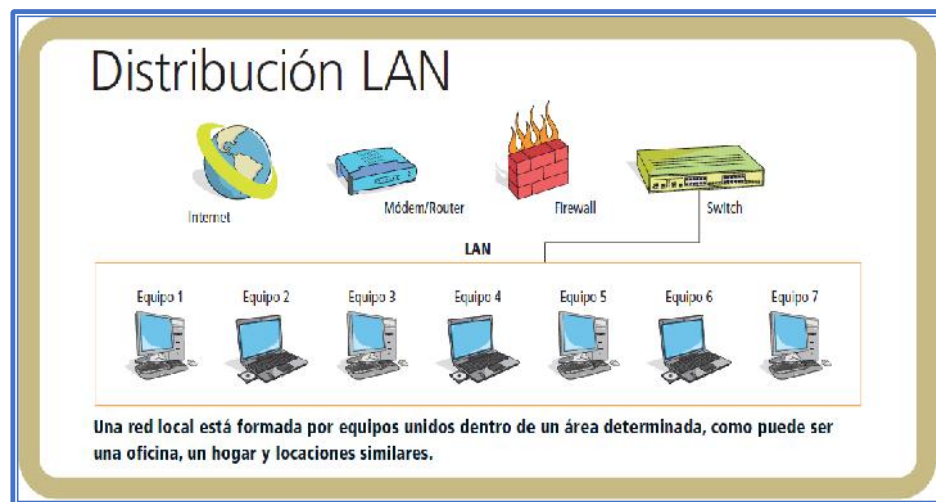 Distribución LAN
Internet
Módem/Router
Firewall
Switch
LAN
Equipo 1
Equipo 2
Equipo 3
Equipo 4
Equipo 5
Equipo 6
Equipo 7
Una red local está formada por equipos unidos dentro de un área determinada, como puede ser
una oficina, un hogar y locaciones similares.